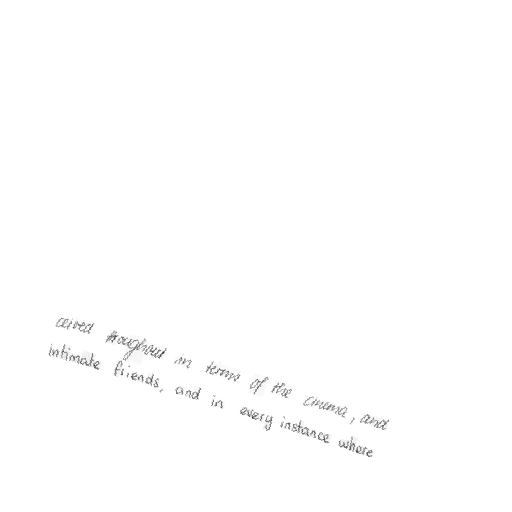 ceived throughout in terms of the cinema, and
intimate friends, and in every instance where